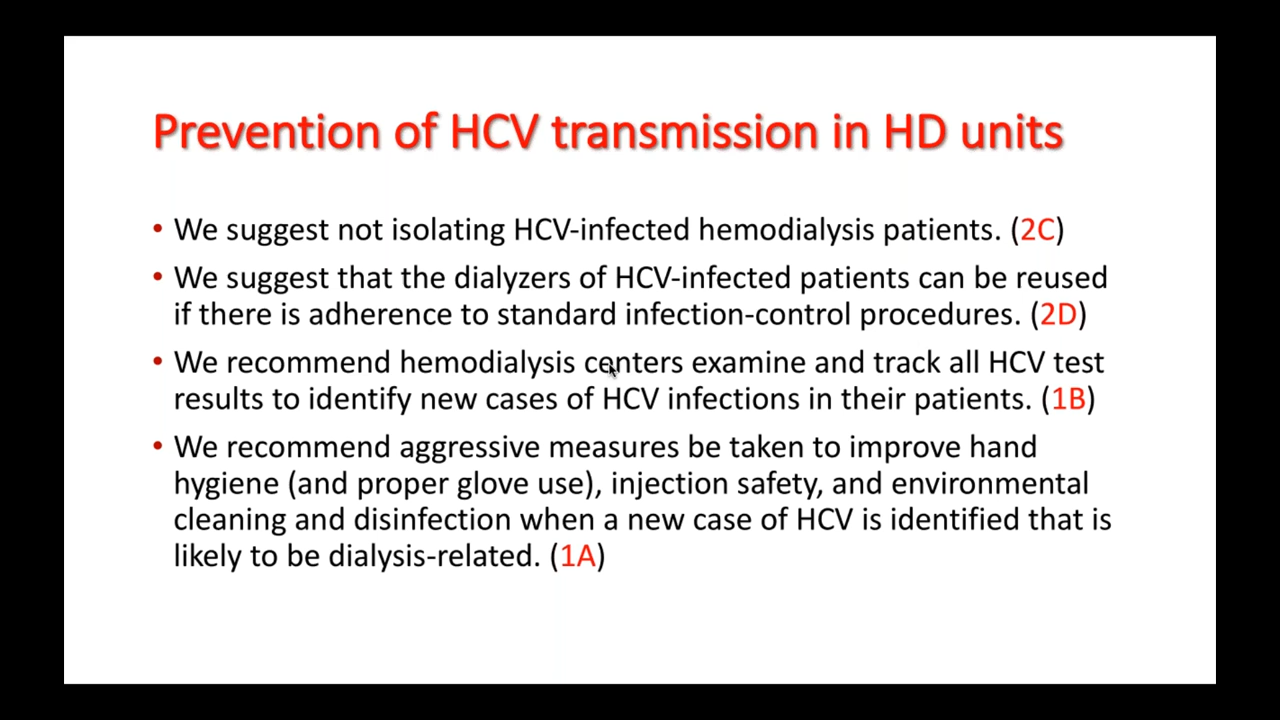 Prevention of HCV transmission in HD units
• We suggest not isolating HCV-infected hemodialysis patients. (2C)
• We suggest that the dialyzers of HCV-infected patients can be reused
if there is adherence to standard infection-control procedures. (2D)
• We recommend hemodialysis centers examine and track all HCV test
results to identify new cases of HCV infections in their patients. (1B)
• We recommend aggressive measures be taken to improve hand
hygiene (and proper glove use), injection safety, and environmental
cleaning and disinfection when a new case of HCV is identified that is
likely to be dialysis-related. (1A)